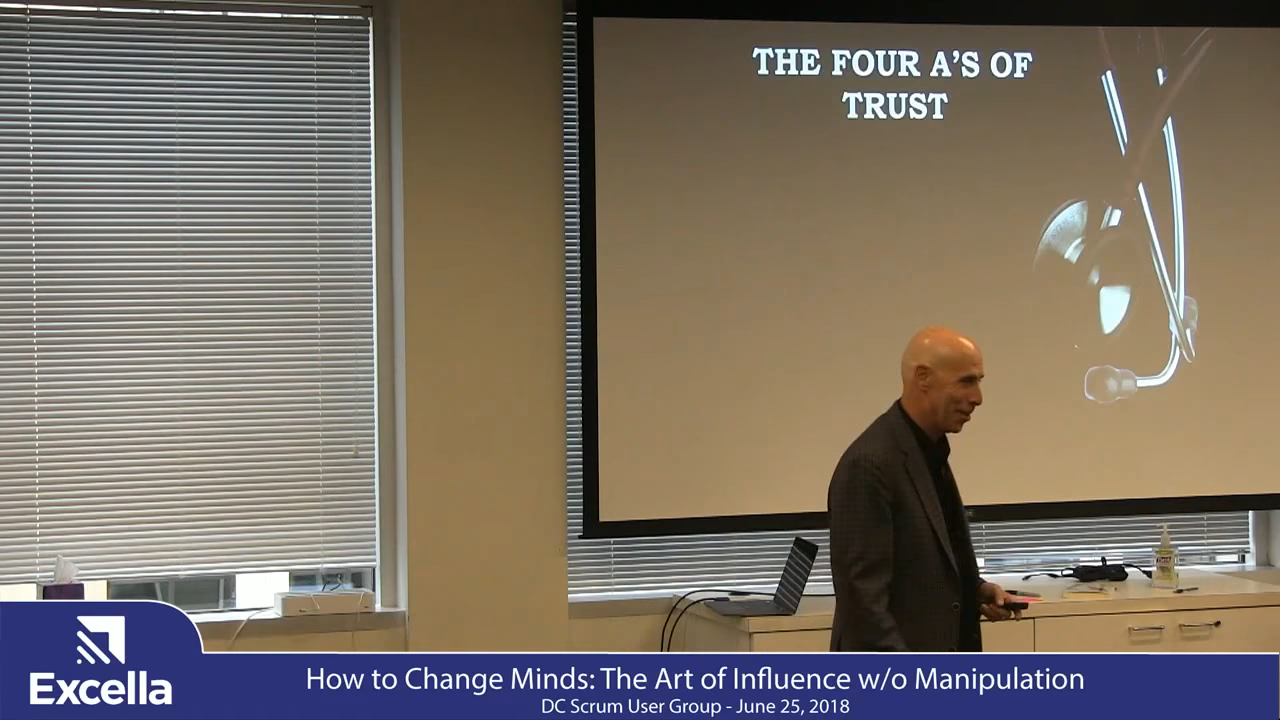 THE FOUR A'S OF
TRUST
Excella
How to Change Minds: The Art of Influence w/o Manipulation
DC Scrum User Group - June 25, 2018